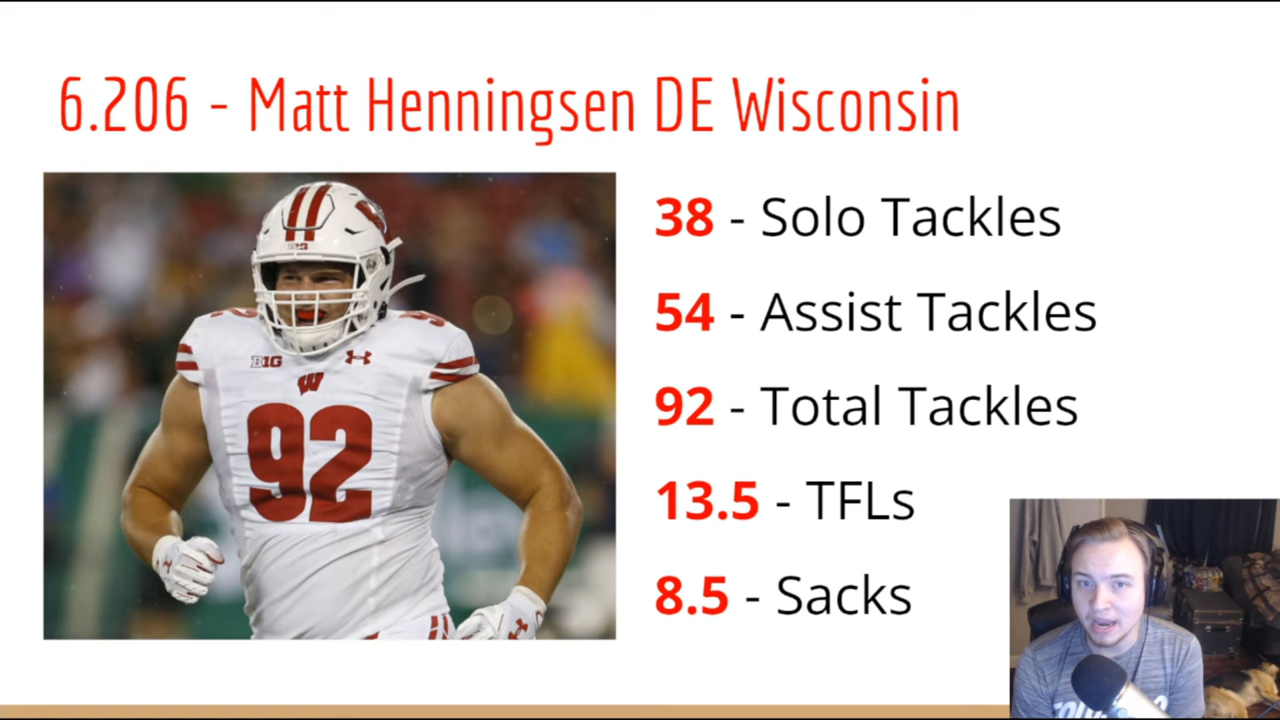 6.206 - Matt Henningsen DE Wisconsin
38 - Solo Tackles
54 - Assist Tackles
92 - Total Tackles
13.5 - TFLs
8.5 - Sacks
B1G
W
92